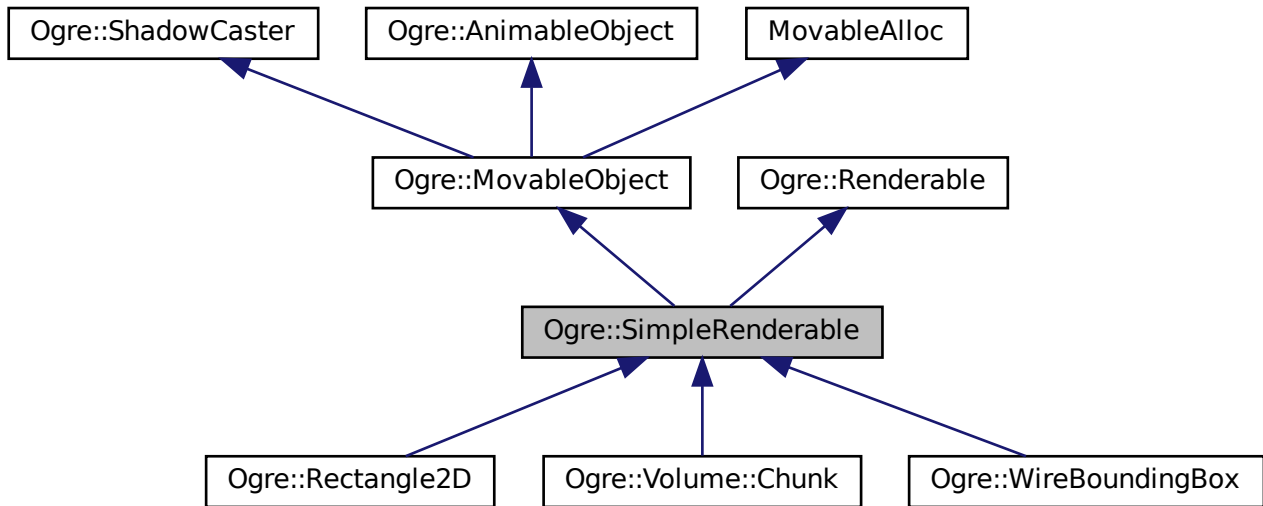 Ogre::ShadowCaster
Ogre::AnimableObject
MovableAlloc
Ogre::MovableObject
Ogre::Renderable
Ogre::SimpleRenderable
Ogre::Rectangle2D
Ogre::Volume::Chunk
Ogre::WireBoundingBox